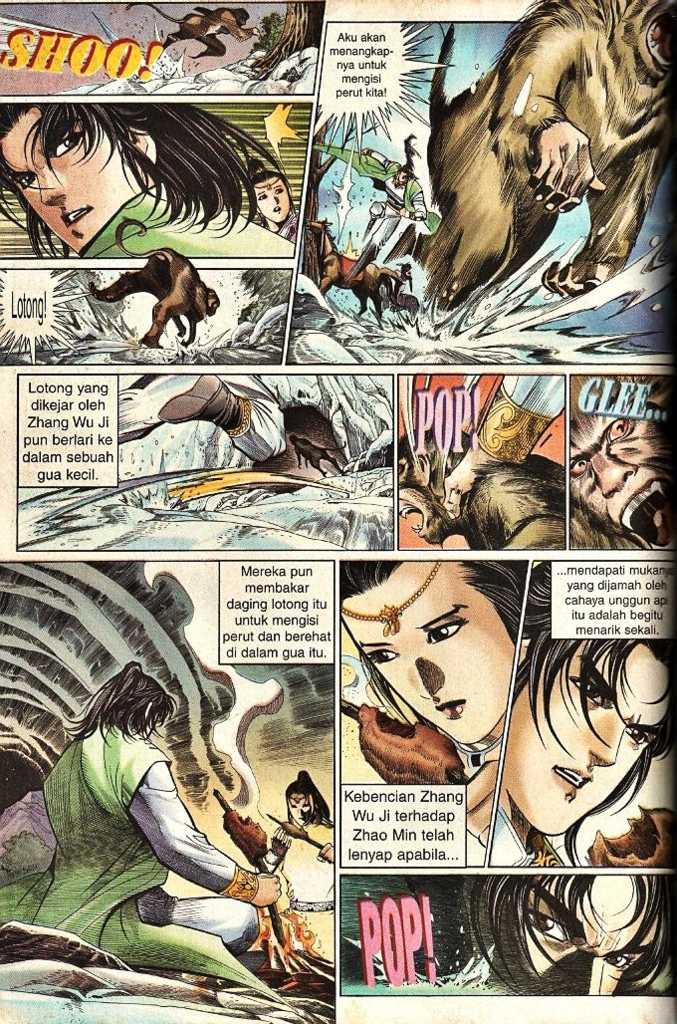 SHOO!
Aku akan
menangkap-
nya untuk
mengisi
perut kita!
Lotong!
Lotong yang
dikejar oleh
Zhang Wu Ji
pun berlari ke
dalam sebuah
gua kecil.
POP!
GLEE...
Mereka pun
membakar
daging lotong itu
untuk mengisi
perut dan berehat
di dalam gua itu.
Kebencian Zhang
Wu Ji terhadap
Zhao Min telah
lenyap apabila...
...mendapati mukanya
yang dijamah oleh
cahaya unggun api
itu adalah begitu
menarik sekali.
POP!